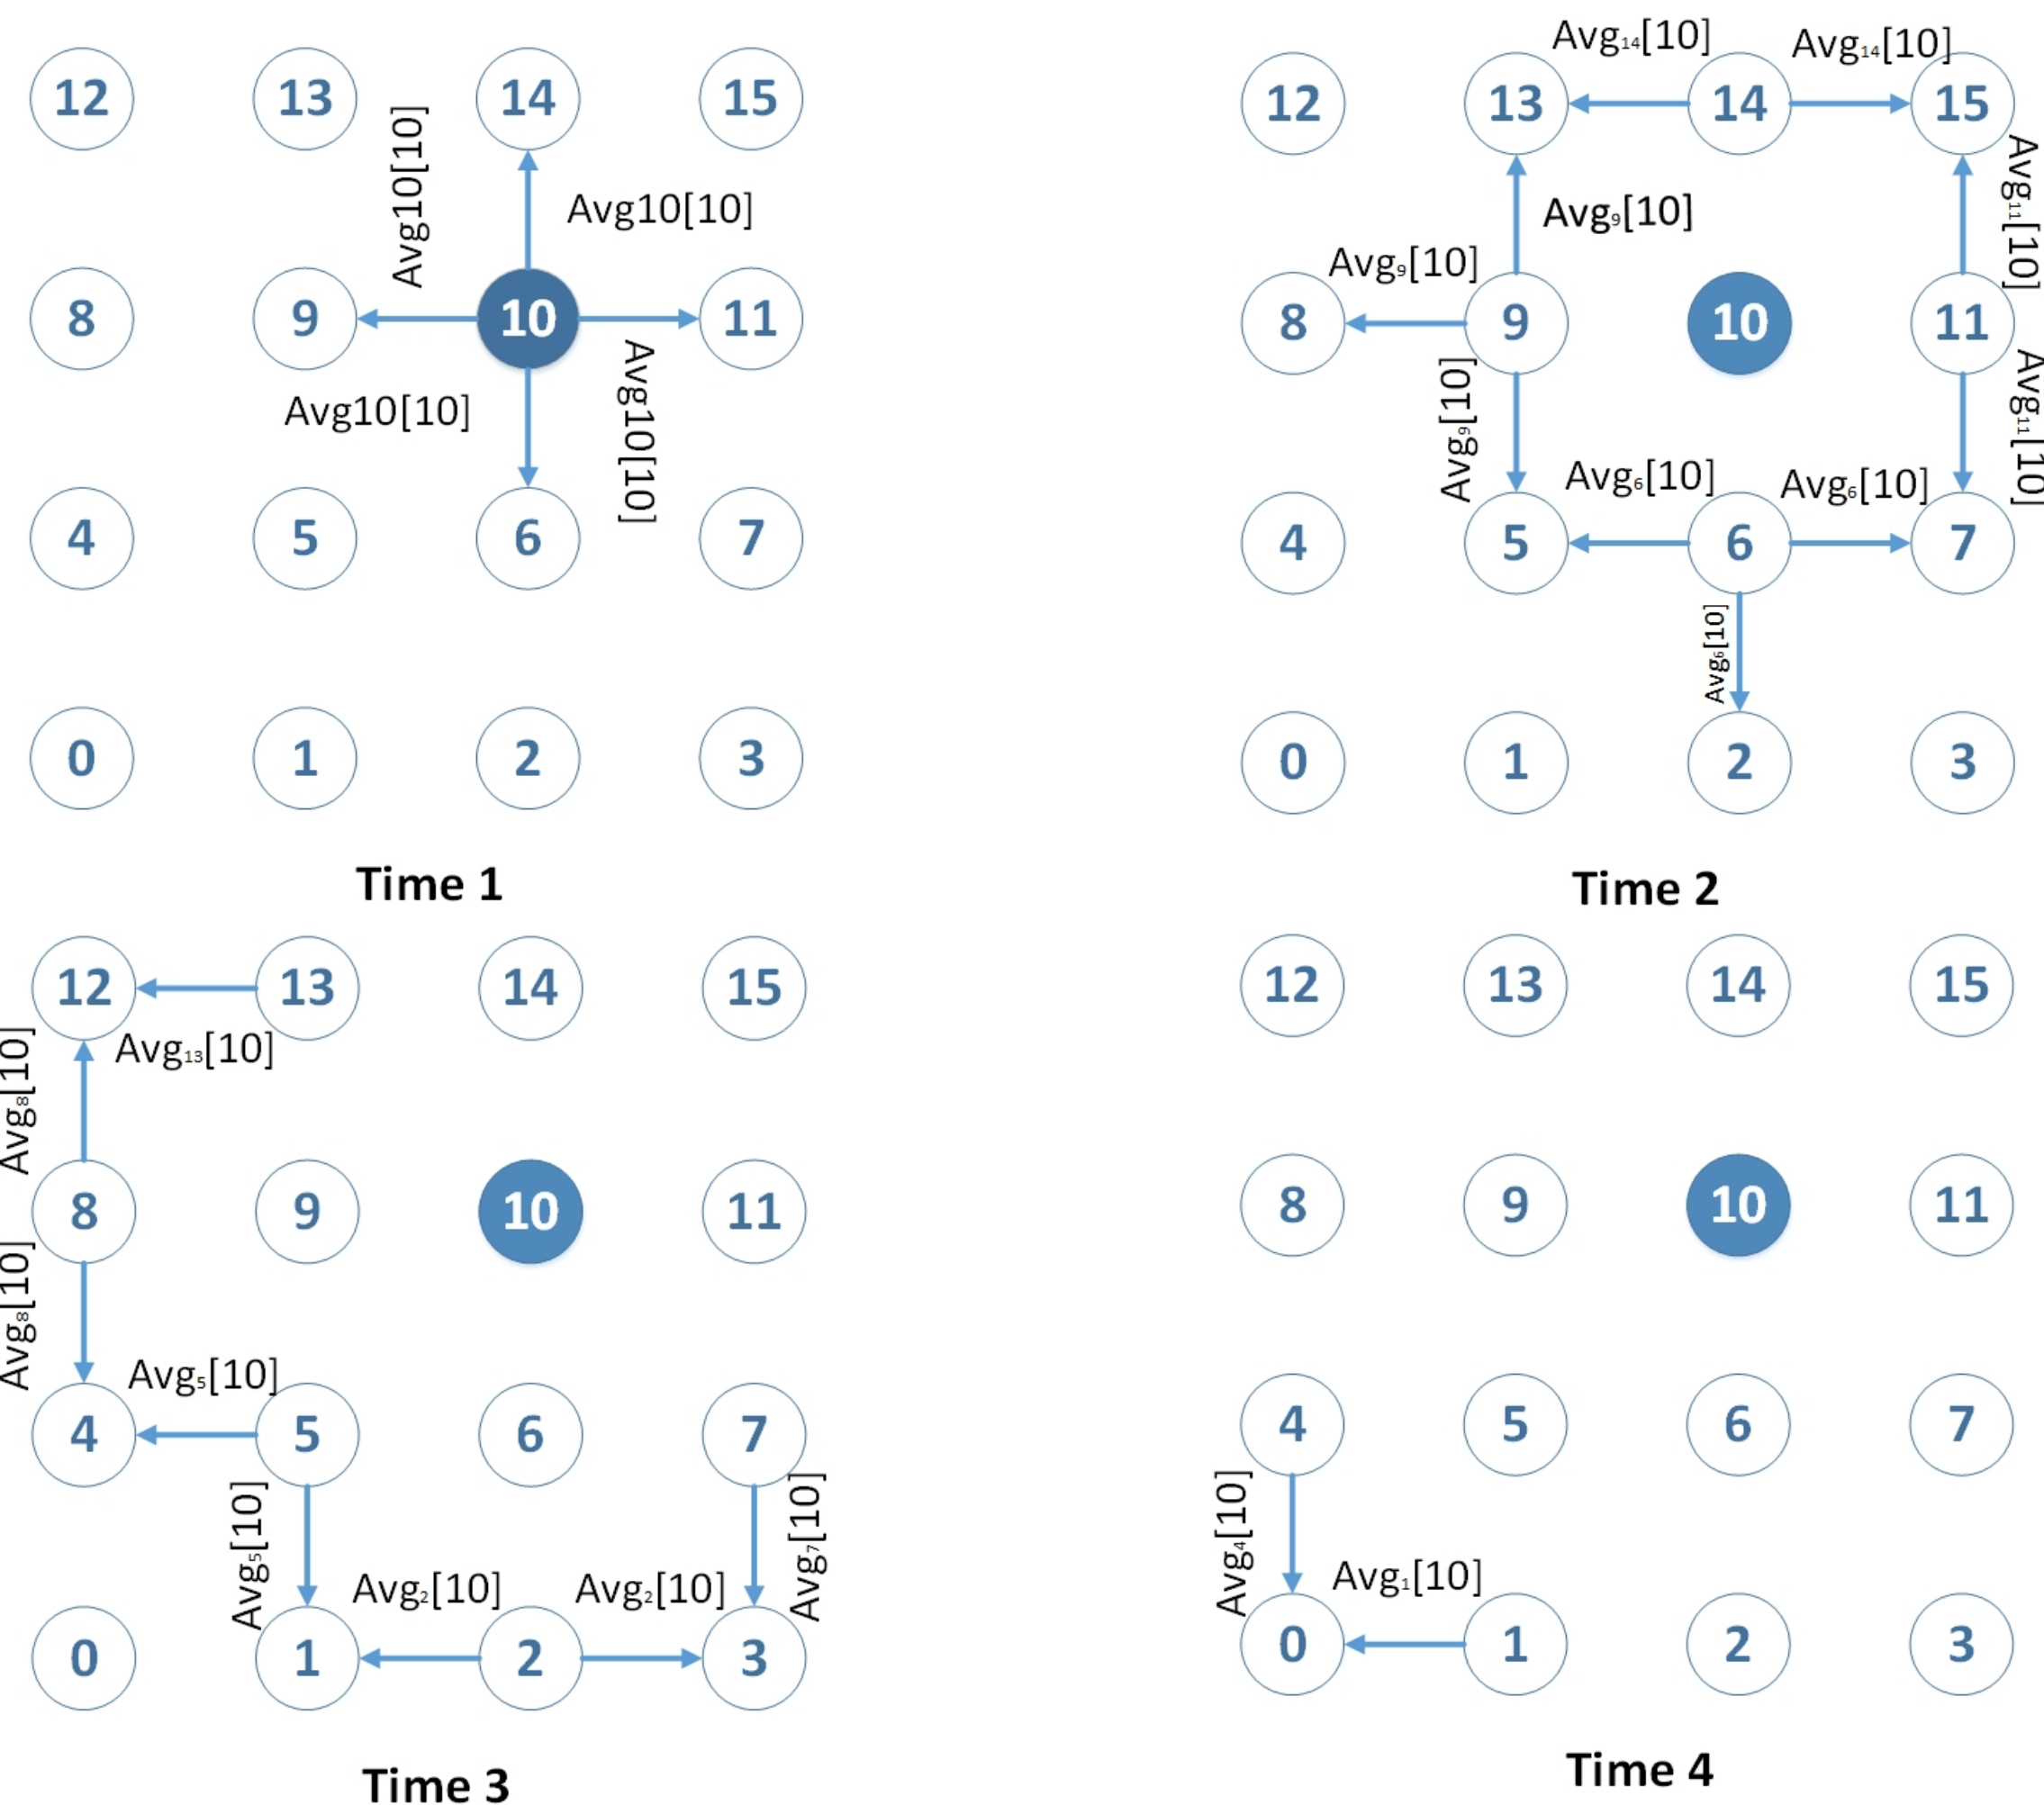 Avg10[10]
12 13 14 15
Avg10[10]
8 9 10 11
Avg10[10]
Avg10[10]
4 5 6 7
0 1 2 3
Time 1
Avg14[10] Avg14[10]
12 13 14 15
Avg11[10]
Avg9[10]
Avg9[10]
8 9 10 11
Avg9[10]
Avg11[10]
Avg6[10] Avg6[10]
4 5 6 7
Avg6[10]
0 1 2 3
Time 2
12 13 14 15
Avg13[10]
Avg8[10]
8 9 10 11
Avg8[10]
Avg5[10]
4 5 6 7
Avg5[10]
Avg7[10]
Avg2[10] Avg2[10]
0 1 2 3
Time 3
12 13 14 15
8 9 10 11
4 5 6 7
Avg4[10]
Avg1[10]
0 1 2 3
Time 4